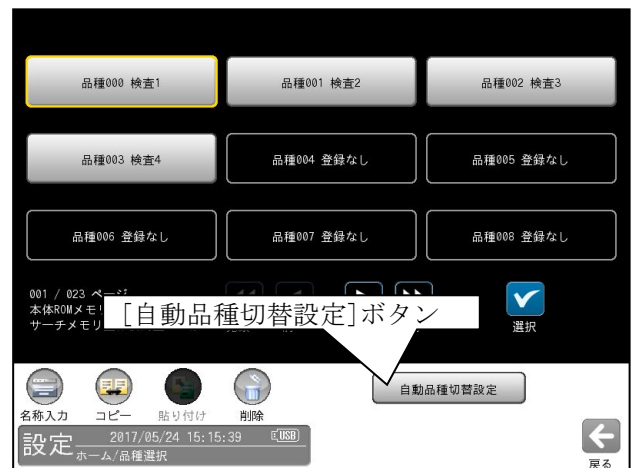 品種000 検査1
品種001 検査2
品種002 検査3
品種003 検査4
品種004 登録なし
品種005 登録なし
品種006 登録なし
品種007 登録なし
品種008 登録なし
001 / 023 ページ
本体ROMメモリ
サーチメモリ
[自動品種切替設定]ボタン
選択
自動品種切替設定
名称入力
コピー
貼り付け
削除
設定
2017/05/24 15:15:39
E(USB)
ホーム/品種選択
戻る